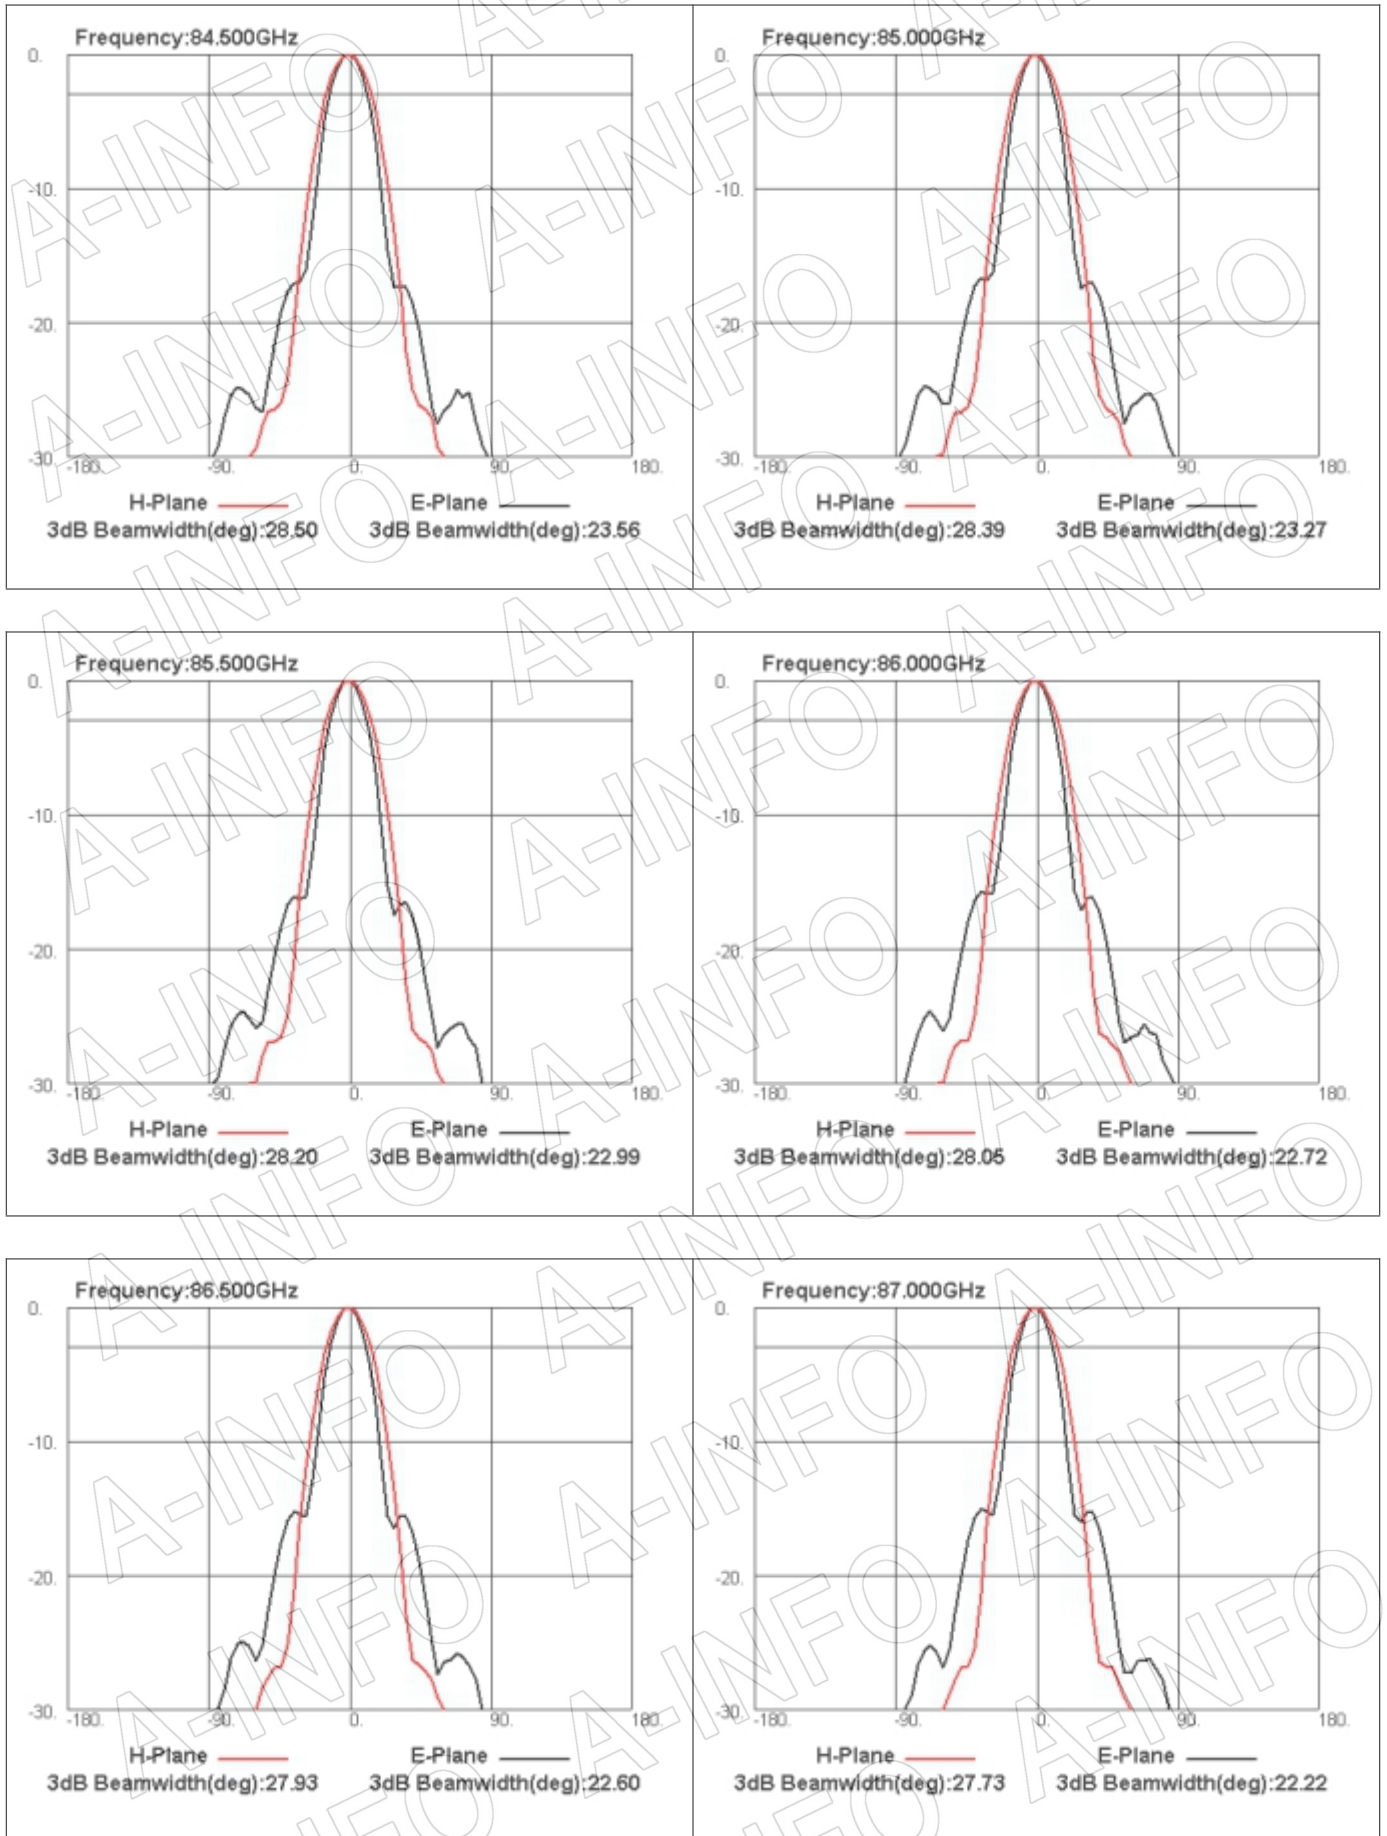 Frequency:84.500GHz
0.
-10.
-20.
-30.
-180. -90. 0. 90. 180.
H-Plane E-Plane
3dB Beamwidth(deg):28.50 3dB Beamwidth(deg):23.56
Frequency:85.000GHz
0.
-10.
-20.
-30.
-180. -90. 0. 90. 180.
H-Plane E-Plane
3dB Beamwidth(deg):28.39 3dB Beamwidth(deg):23.27
Frequency:85.500GHz
0.
-10.
-20.
-30.
-180. -90. 0. 90. 180.
H-Plane E-Plane
3dB Beamwidth(deg):28.20 3dB Beamwidth(deg):22.99
Frequency:86.000GHz
0.
-10.
-20.
-30.
-180. -90. 0. 90. 180.
H-Plane E-Plane
3dB Beamwidth(deg):28.05 3dB Beamwidth(deg):22.72
Frequency:86.500GHz
0.
-10.
-20.
-30.
-180. -90. 0. 90. 180.
H-Plane E-Plane
3dB Beamwidth(deg):27.93 3dB Beamwidth(deg):22.60
Frequency:87.000GHz
0.
-10.
-20.
-30.
-180. -90. 0. 90. 180.
H-Plane E-Plane
3dB Beamwidth(deg):27.73 3dB Beamwidth(deg):22.22
A-INFO